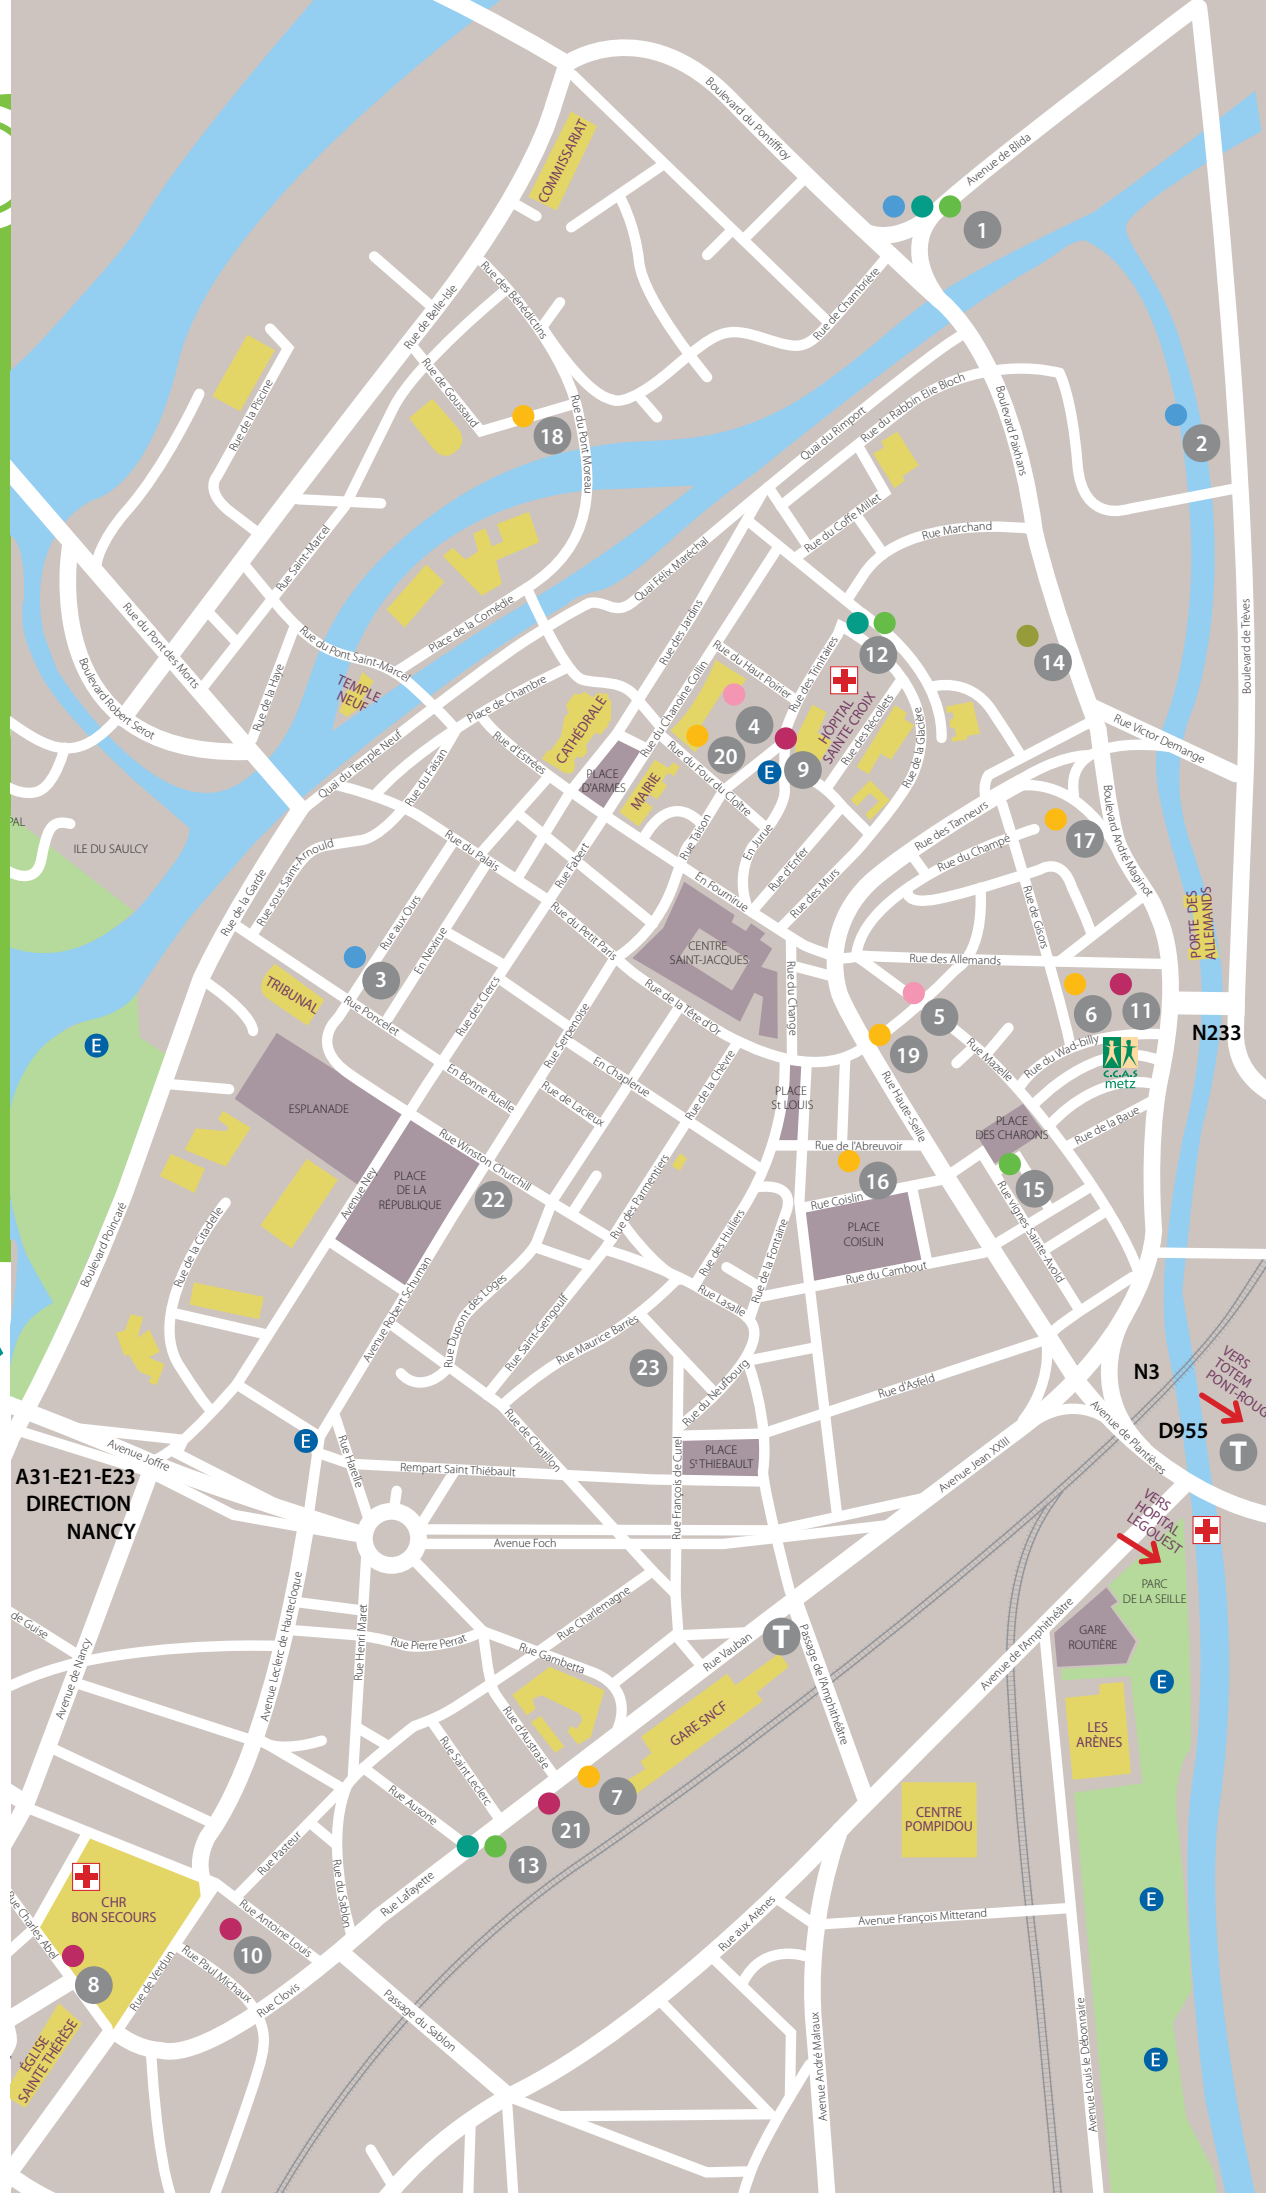 Boulevard du Pontiffroy
Avenue de Blida
COMMISSARIAT
1
Rue des Bénédictins
Rue de Belle-Isle
Rue de Chambière
Rue de Goussaud
Rue de la Piscine
Rue du Pont Moreau
18
Quai du Rimport
Rue du Rabbin Elie Bloch
Boulevard Paixhans
2
Rue du Coffe Millet
Rue Marchand
Rue Saint-Marcel
Quai Félix Maréchal
Place de la Comédie
Rue du Pont des Morts
Rue du Pont Saint-Marcel
Rue des Jardins
Rue du Haut Poirier
Rue des Trinitaires
12
14
Boulevard de Trèves
Boulevard Robert Serot
Rue de la Haye
TEMPLE
NEUF
Place de Chambre
CATHÉDRALE
Rue du Chanoine Collin
4
20
9
E
HÔPITAL
SAINTE CROIX
Rue des Récollets
Rue de la Glacière
Rue Victor Demange
Quai du Temple Neuf
Rue du Faisan
Rue d'Estrées
PLACE
D'ARMES
MAIRIE
Rue du Four du Cloître
PAL
ILE DU SAULCY
Rue du Palais
Rue Fabert
Rue Taison
En Jurue
Rue d'Enfer
Rue des Murs
Rue des Tanneurs
Rue du Champé
17
Boulevard André Maginot
Rue de la Garde
Rue sous Saint-Arnould
Rue aux Ours
En Nexirue
Rue du Petit Paris
En Fournirue
CENTRE
SAINT-JACQUES
Rue de Gisors
Rue des Allemands
PORTE DES
ALLEMANDS
3
TRIBUNAL
Rue Poncelet
Rue des Clercs
Rue Serpenoise
Rue de la Tête d'Or
Rue du Change
5
6
11
19
N233
E
En Bonne Ruelle
En Chaplerue
Rue de Lacieux
Rue de la Chèvre
Rue Mazelle
Rue du Wad-billy
C.C.A.S
metz
ESPLANADE
PLACE
St LOUIS
Rue Haute-Seille
PLACE
DES CHARONS
Rue de la Baue
Rue Winston Churchill
Rue de l'Abreuvoir
16
15
PLACE
DE LA
RÉPUBLIQUE
Avenue Ney
22
Rue des Parmentiers
Rue Coislin
PLACE
COISLIN
Rue vignes Sainte-Avold
Boulevard Poincaré
Rue de la Citadelle
Rue des Huiliers
Rue de la Fontaine
Rue du Cambout
Avenue Robert Schuman
Rue Dupont des Loges
Rue Saint-Gengoulf
Rue Maurice Barrès
Rue Lasalle
23
Rue du Neufbourg
Rue d'Asfeld
N3
VERS
TOTEM
PONT-ROUG
D955
T
Avenue de Plantières
Avenue Joffre
E
Rue Harelle
Rue de Chatillon
Rempart Saint Thiébault
Rue François de Curel
PLACE
St THIEBAULT
Avenue Jean XXIII
A31-E21-E23
DIRECTION
NANCY
Avenue Foch
VERS
HOPITAL
LEGOUEST
PARC
DE LA SEILLE
de Guise
Avenue de Nancy
Avenue Leclerc de Hautecloque
Rue Henri Maret
Rue Pierre Perrat
Rue Charlemagne
Rue Gambetta
Rue Vauban
T
Passage de l'Amphithéâtre
Avenue de l'Amphithéâtre
GARE
ROUTIÈRE
E
Rue d'Austrasie
GARE SNCF
LES
ARÈNES
Rue Saint Leclerc
Rue Ausone
7
21
13
CENTRE
POMPIDOU
Rue Pasteur
Rue du Sablon
Rue Lafayette
CHR
BON SECOURS
Rue Charles Abel
8
Rue de Verdun
10
Rue Antoine Louis
Rue Paul Michaux
Rue Clovis
Passage du Sablon
Rue aux Arènes
Avenue François Mitterand
E
ÉGLISE
SAINTE THÉRÈSE
Avenue André Malraux
Avenue Louis le Débonnaire
E